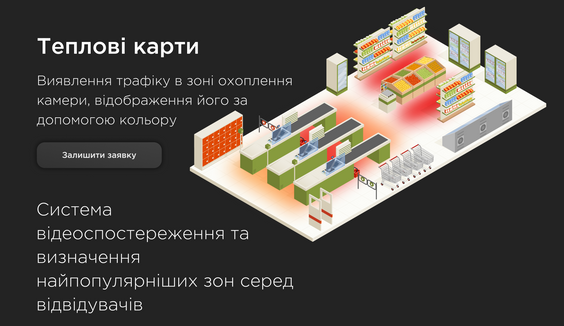 Теплові карти
Виявлення трафіку в зоні охоплення
камери, відображення його за
допомогою кольору
Залишити заявку
Система
відеоспостереження та
визначення
найпопулярніших зон серед
відвідувачів